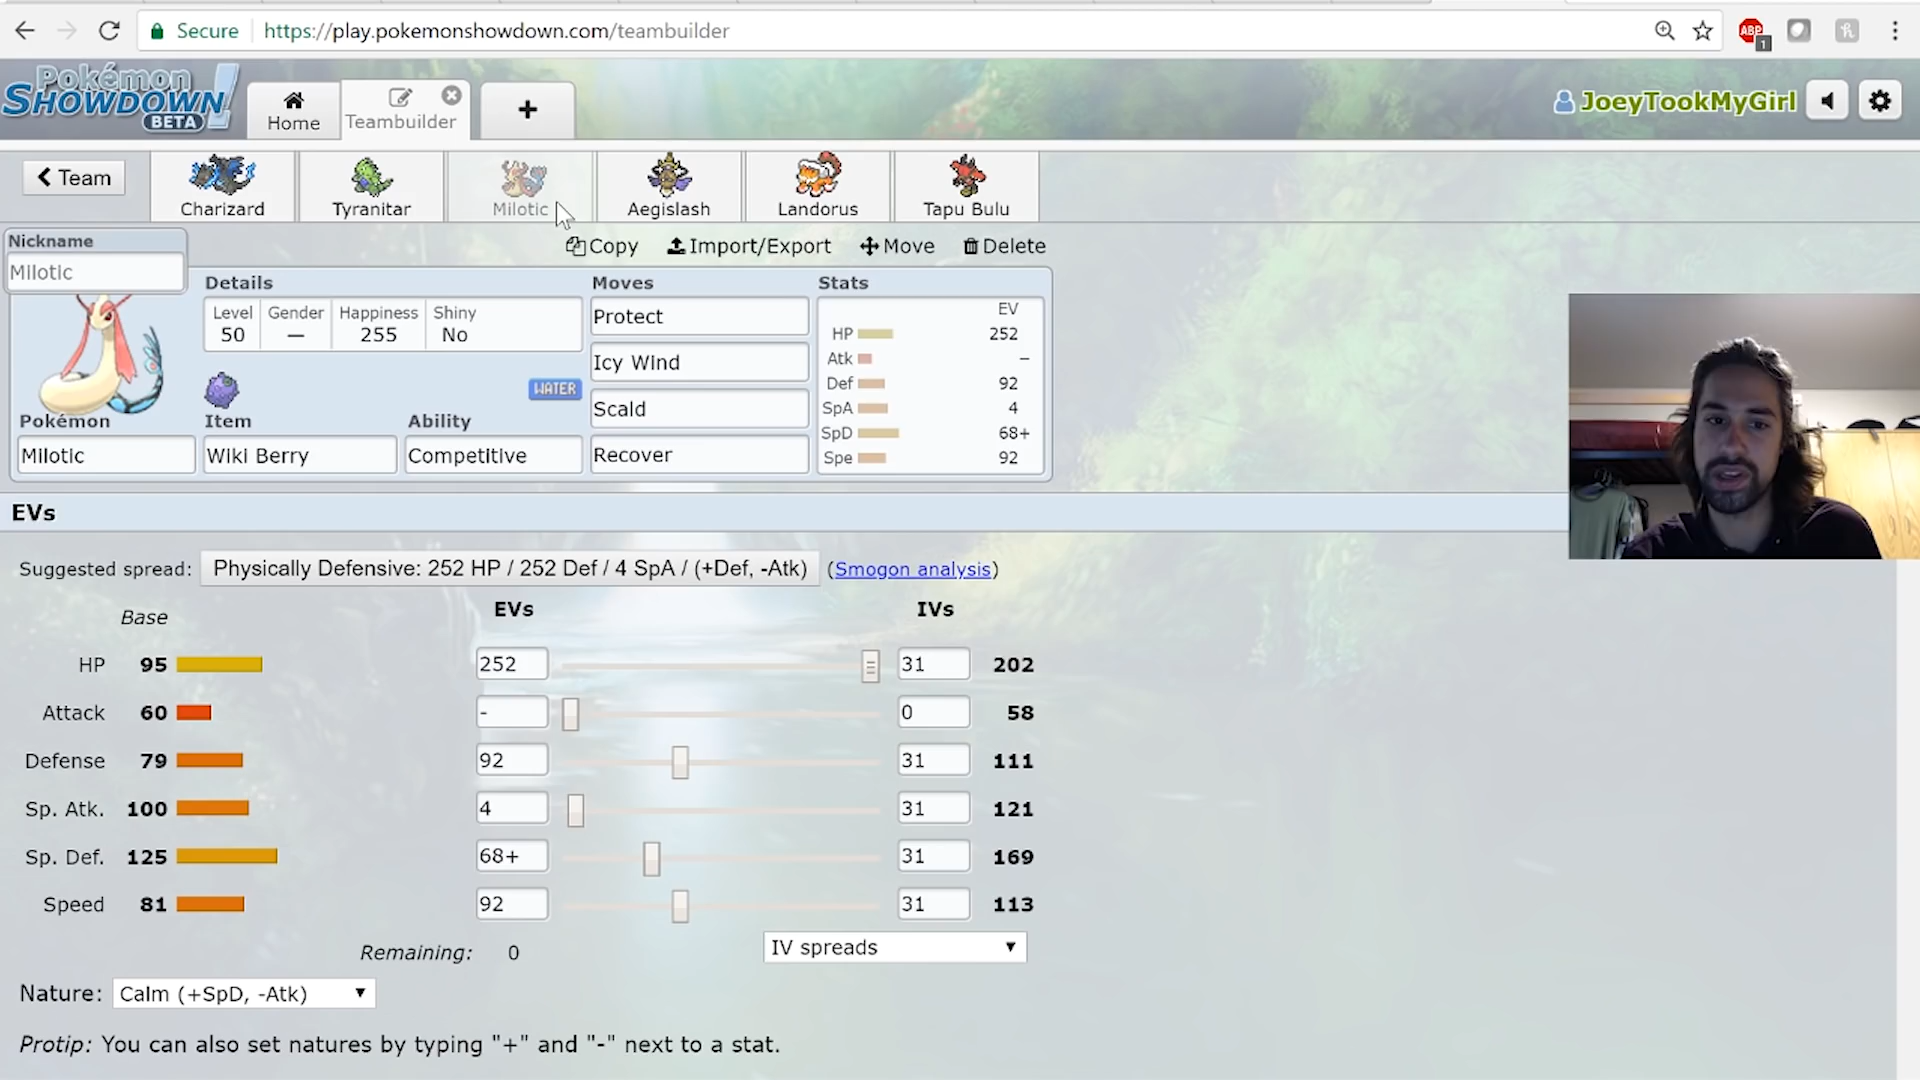 Secure
https://play.pokemonshowdown.com/teambuilder
ABP
1
Pokémon
SHOWDOWN!
BETA
Home
Teambuilder
+
JoeyTookMyGirl
Team
Charizard
Tyranitar
Milotic
Aegislash
Landorus
Tapu Bulu
Copy
Import/Export
Move
Delete
Nickname
Milotic
Details
Level
50
Gender
—
Happiness
255
Shiny
No
WATER
Pokémon
Milotic
Item
Wiki Berry
Ability
Competitive
Moves
Protect
Icy Wind
Scald
Recover
Stats
EV
HP 252
Atk –
Def 92
SpA 4
SpD 68+
Spe 92
EVs
Suggested spread: Physically Defensive: 252 HP / 252 Def / 4 SpA / (+Def, -Atk) (Smogon analysis)
Base EVs IVs
HP 95 252 31 202
Attack 60 - 0 58
Defense 79 92 31 111
Sp. Atk. 100 4 31 121
Sp. Def. 125 68+ 31 169
Speed 81 92 31 113
Remaining: 0
IV spreads
Nature: Calm (+SpD, -Atk)
Protip: You can also set natures by typing "+" and "-" next to a stat.